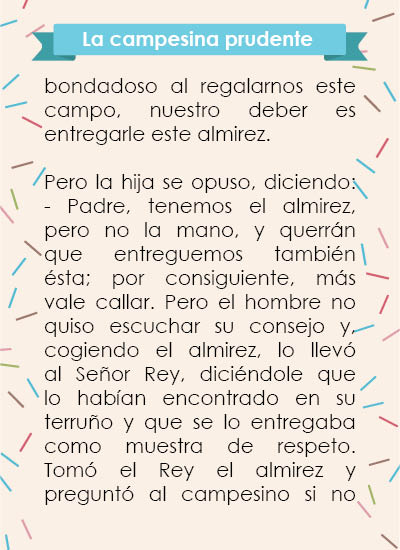 La campesina prudente
bondadoso al regalarnos este
campo, nuestro deber es
entregarle este almirez.
Pero la hija se opuso, diciendo:
- Padre, tenemos el almirez,
pero no la mano, y querrán
que entreguemos también
ésta; por consiguiente, más
vale callar. Pero el hombre no
quiso escuchar su consejo y,
cogiendo el almirez, lo llevó
al Señor Rey, diciéndole que
lo habían encontrado en su
terruño y que se lo entregaba
como muestra de respeto.
Tomó el Rey el almirez y
preguntó al campesino si no